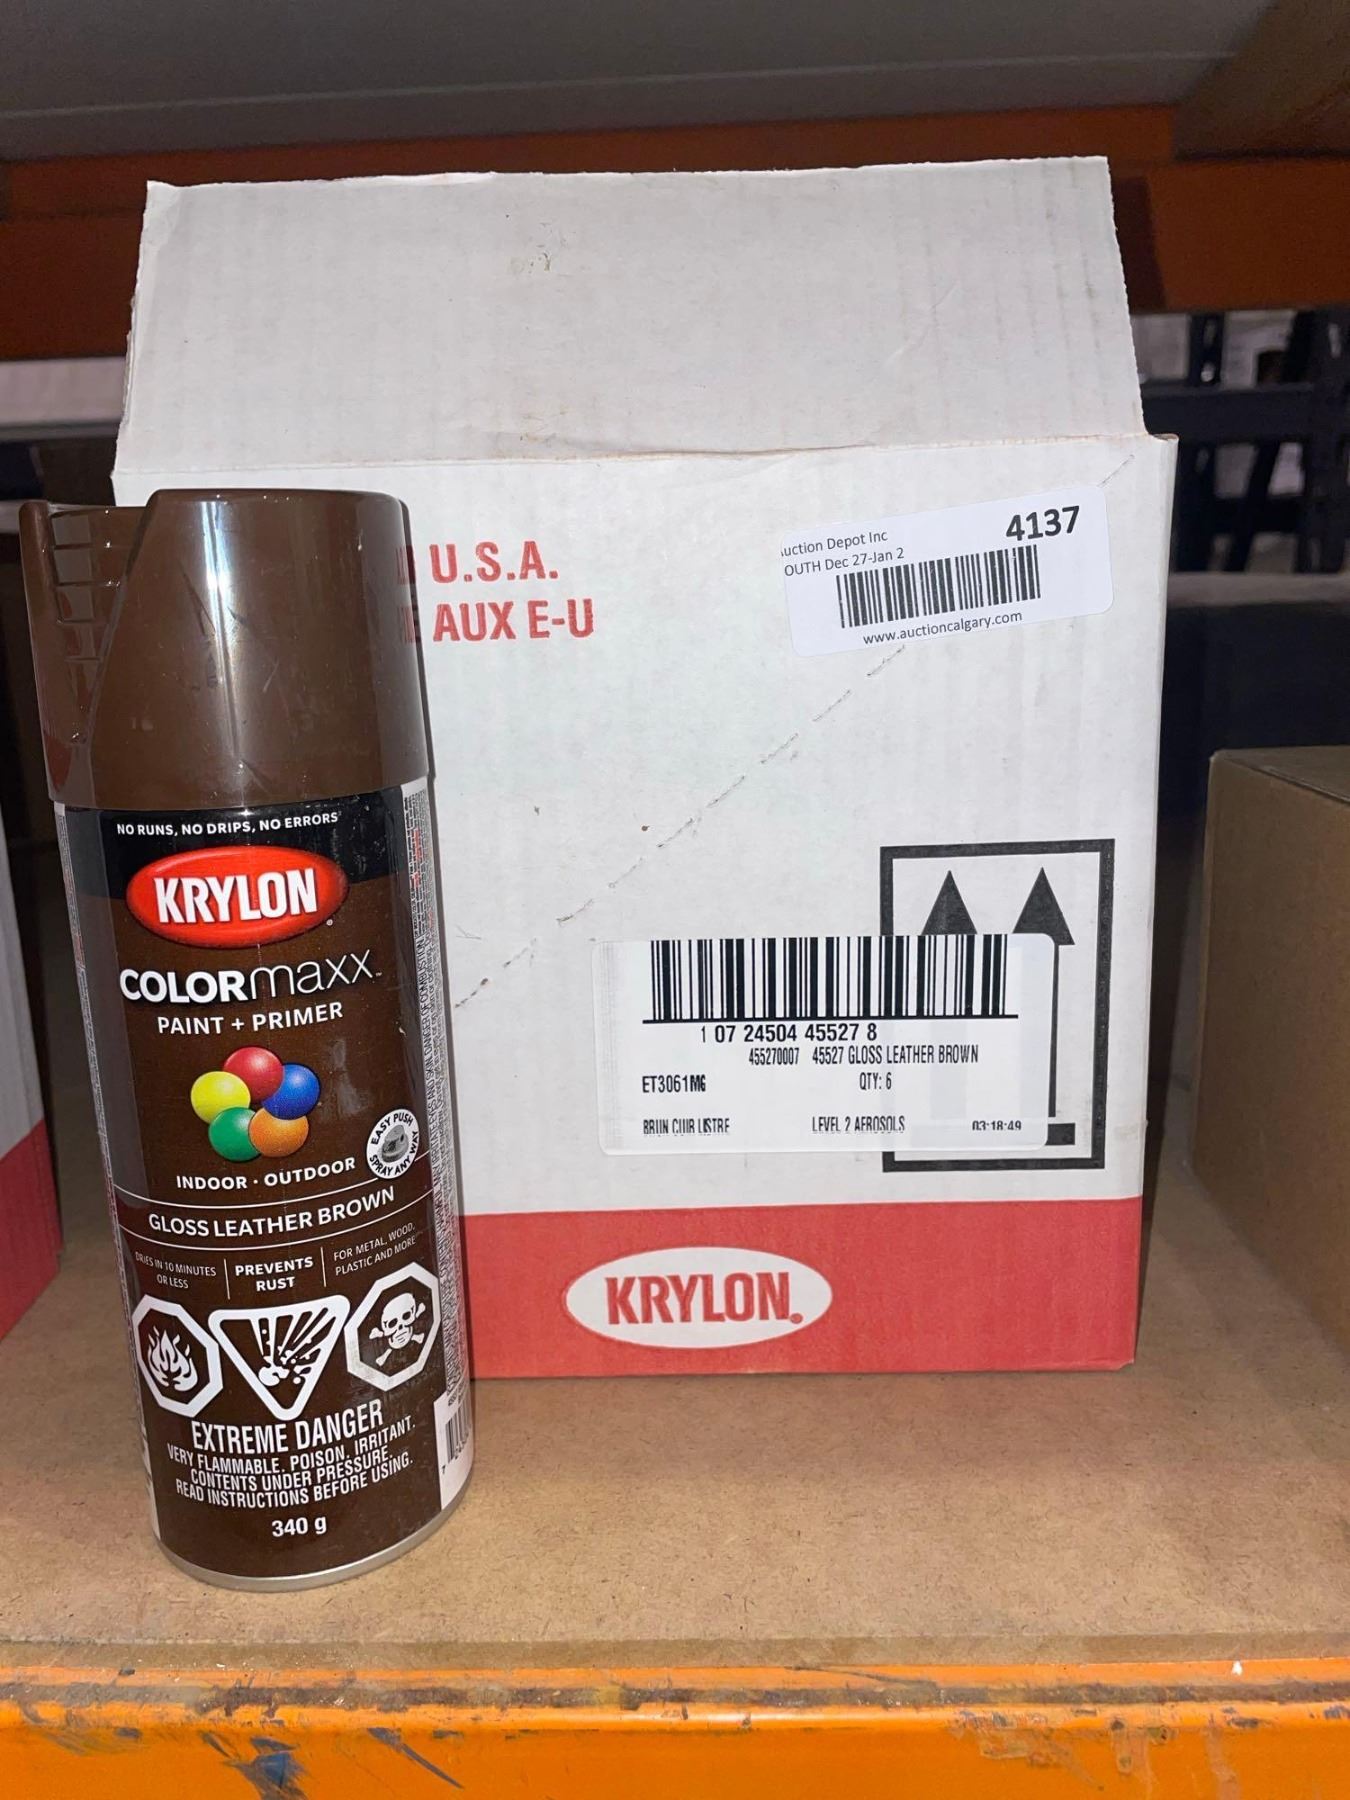 U.S.A.
AUX E-U
uction Depot Inc
4137
OUTH Dec 27-Jan 2
www.auctioncalgary.com
NO RUNS, NO DRIPS, NO ERRORS
KRYLON
COLORmaxx
PAINT + PRIMER
EASY PUSH
SPRAY ANY WAY
INDOOR · OUTDOOR
GLOSS LEATHER BROWN
DRIES IN 10 MINUTES
OR LESS
PREVENTS
RUST
FOR METAL, WOOD,
PLASTIC AND MORE
EXTREME DANGER
VERY FLAMMABLE. POISON. IRRITANT.
CONTENTS UNDER PRESSURE.
READ INSTRUCTIONS BEFORE USING.
340 g
1 07 24504 45527 8
455270007 45527 GLOSS LEATHER BROWN
ET3061MG
QTY: 6
BRUN CUIR LUSTRE
LEVEL 2 AEROSOLS
03:18:49
KRYLON